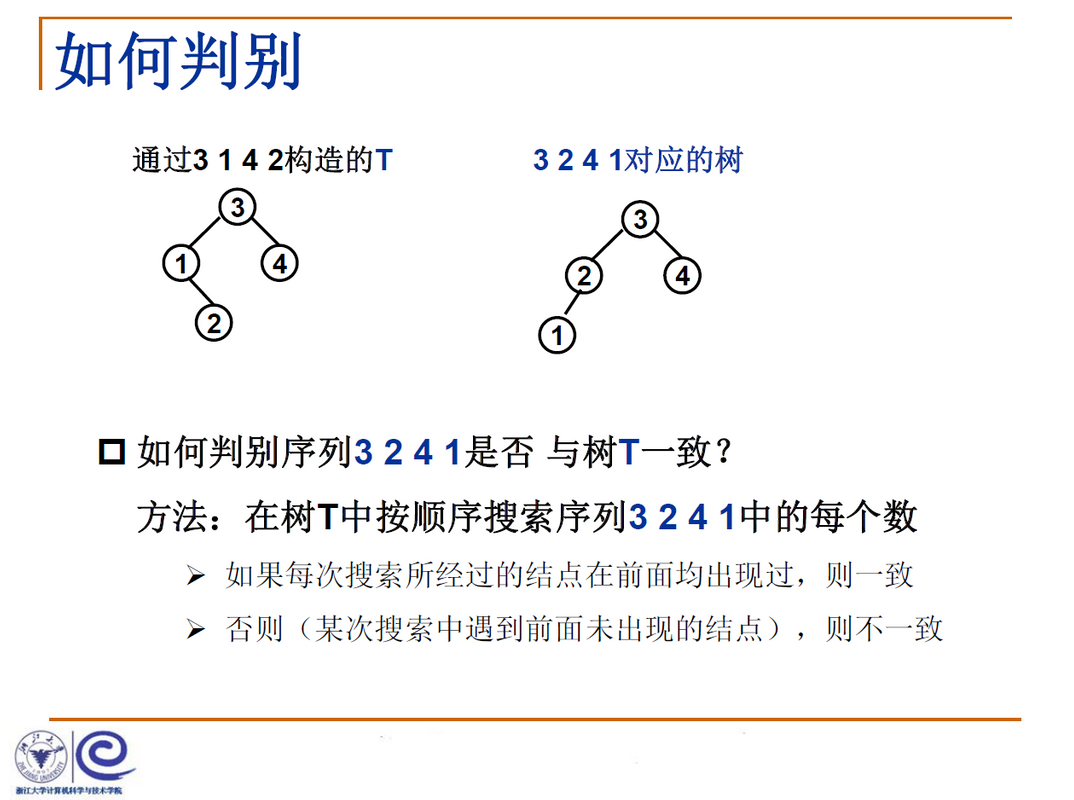 如何判别
通过3 1 4 2构造的T
3 2 4 1对应的树
3
1
4
2
3
2
4
1
如何判别序列3 2 4 1是否 与树T一致？
方法：在树T中按顺序搜索序列3 2 4 1中的每个数
如果每次搜索所经过的结点在前面均出现过，则一致
否则（某次搜索中遇到前面未出现的结点），则不一致
浙江大学计算机科学与技术学院